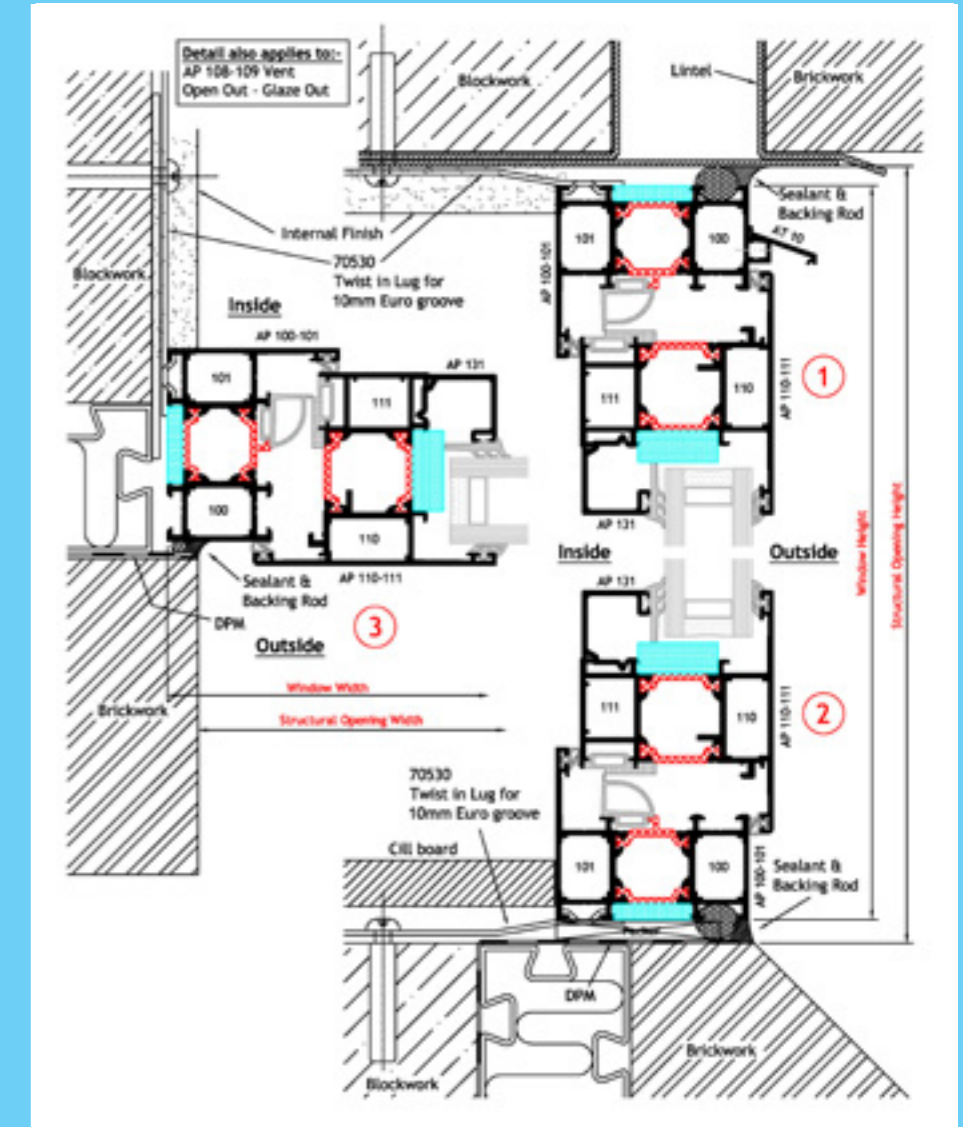 Detail also applies to:-
AP 108-109 Vent
Open Out - Glaze Out
Blockwork
Lintel
Brickwork
Sealant &
Backing Rod
AT 10
Internal Finish
70530
Twist in Lug for
10mm Euro groove
Blockwork
Inside
AP 100-101
AP 131
101
111
100
110
AP 110-111
Sealant &
Backing Rod
DPM
3
Outside
Window Width
Structural Opening Width
Brickwork
101
100
AP 100-101
1
111
110
AP 110-111
AP 131
Inside
Outside
Window Height
Structural Opening Height
AP 131
111
110
AP 110-111
2
70530
Twist in Lug for
10mm Euro groove
Cill board
101
100
AP 100-101
Sealant &
Backing Rod
Packer
DPM
Brickwork
Blockwork